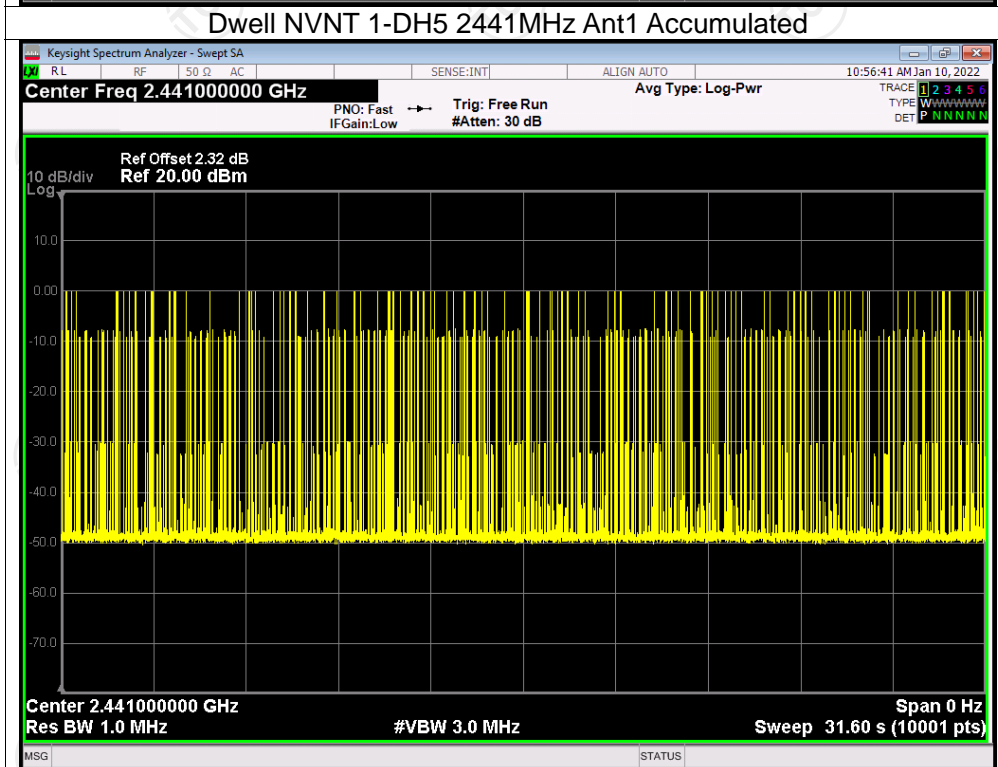 Dwell NVNT 1-DH5 2441MHz Ant1 Accumulated
Keysight Spectrum Analyzer - Swept SA
LXI RL RF 50 Ω AC SENSE:INT ALIGN AUTO 10:56:41 AM Jan 10, 2022
Center Freq 2.441000000 GHz Avg Type: Log-Pwr TRACE 1 2 3 4 5 6
PNO: Fast Trig: Free Run TYPE WWWWWW
IFGain:Low #Atten: 30 dB DET P N N N N N
Ref Offset 2.32 dB
10 dB/div Ref 20.00 dBm
Log
10.0
0.00
-10.0
-20.0
-30.0
-40.0
-50.0
-60.0
-70.0
Center 2.441000000 GHz Span 0 Hz
Res BW 1.0 MHz #VBW 3.0 MHz Sweep 31.60 s (10001 pts)
MSG STATUS